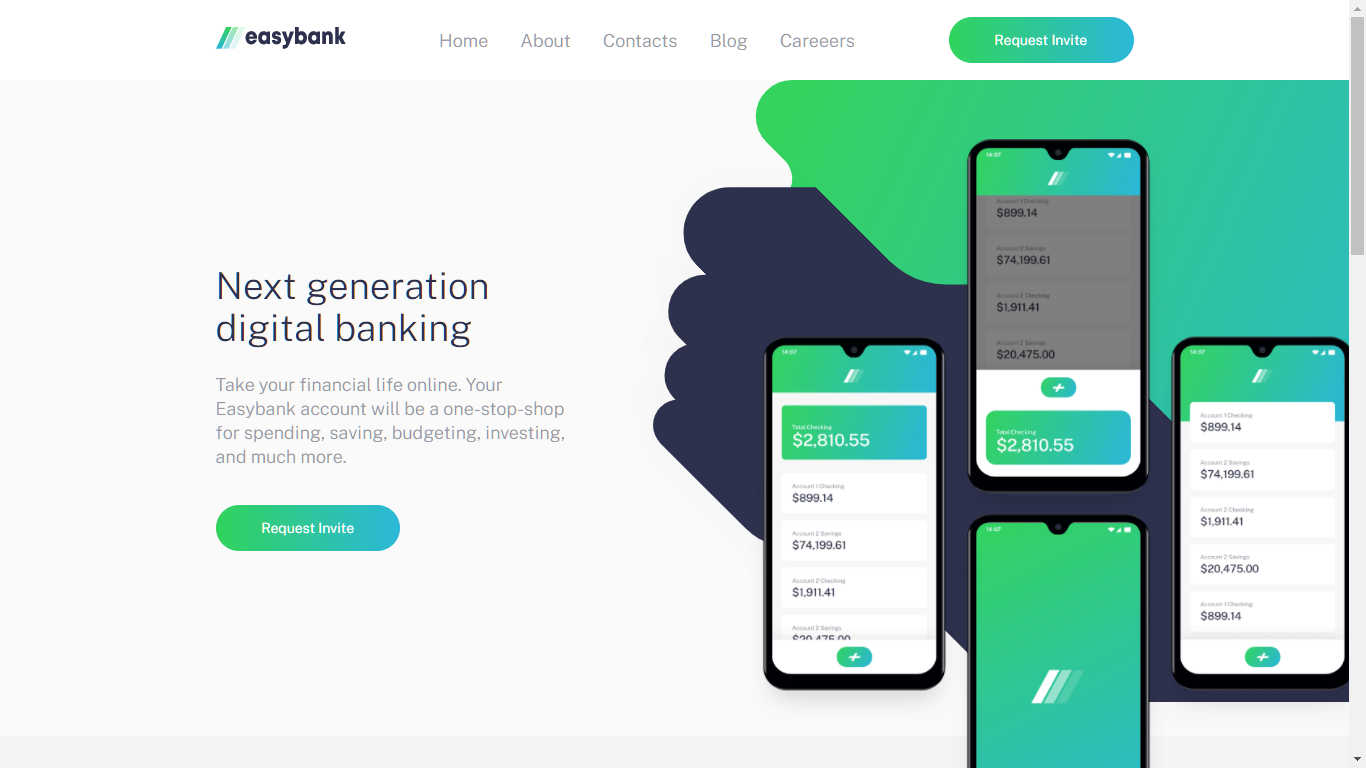 easybank
Home
About
Contacts
Blog
Careeers
Request Invite
Next generation
digital banking
Take your financial life online. Your
Easybank account will be a one-stop-shop
for spending, saving, budgeting, investing,
and much more.
Request Invite
14:07
Total Checking
$2,810.55
Account 1 Checking
$899.14
Account 2 Savings
$74,199.61
Account 2 Checking
$1,911.41
Account 2 Savings
$20,475.00
14:07
Account 1 Checking
$899.14
Account 2 Savings
$74,199.61
Account 2 Checking
$1,911.41
Account 2 Savings
$20,475.00
Total Checking
$2,810.55
14:07
14:07
Account 1 Checking
$899.14
Account 2 Savings
$74,199.61
Account 3 Checking
$1,911.41
Account 2 Savings
$20,475.00
Account 1 Checking
$899.14